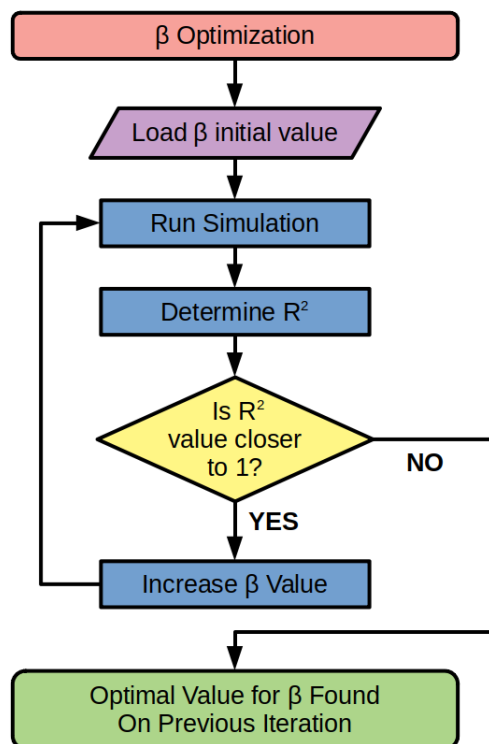 β Optimization
Load β initial value
Run Simulation
Determine R²
Is R²
value closer
to 1?
NO
YES
Increase β Value
Optimal Value for β Found
On Previous Iteration